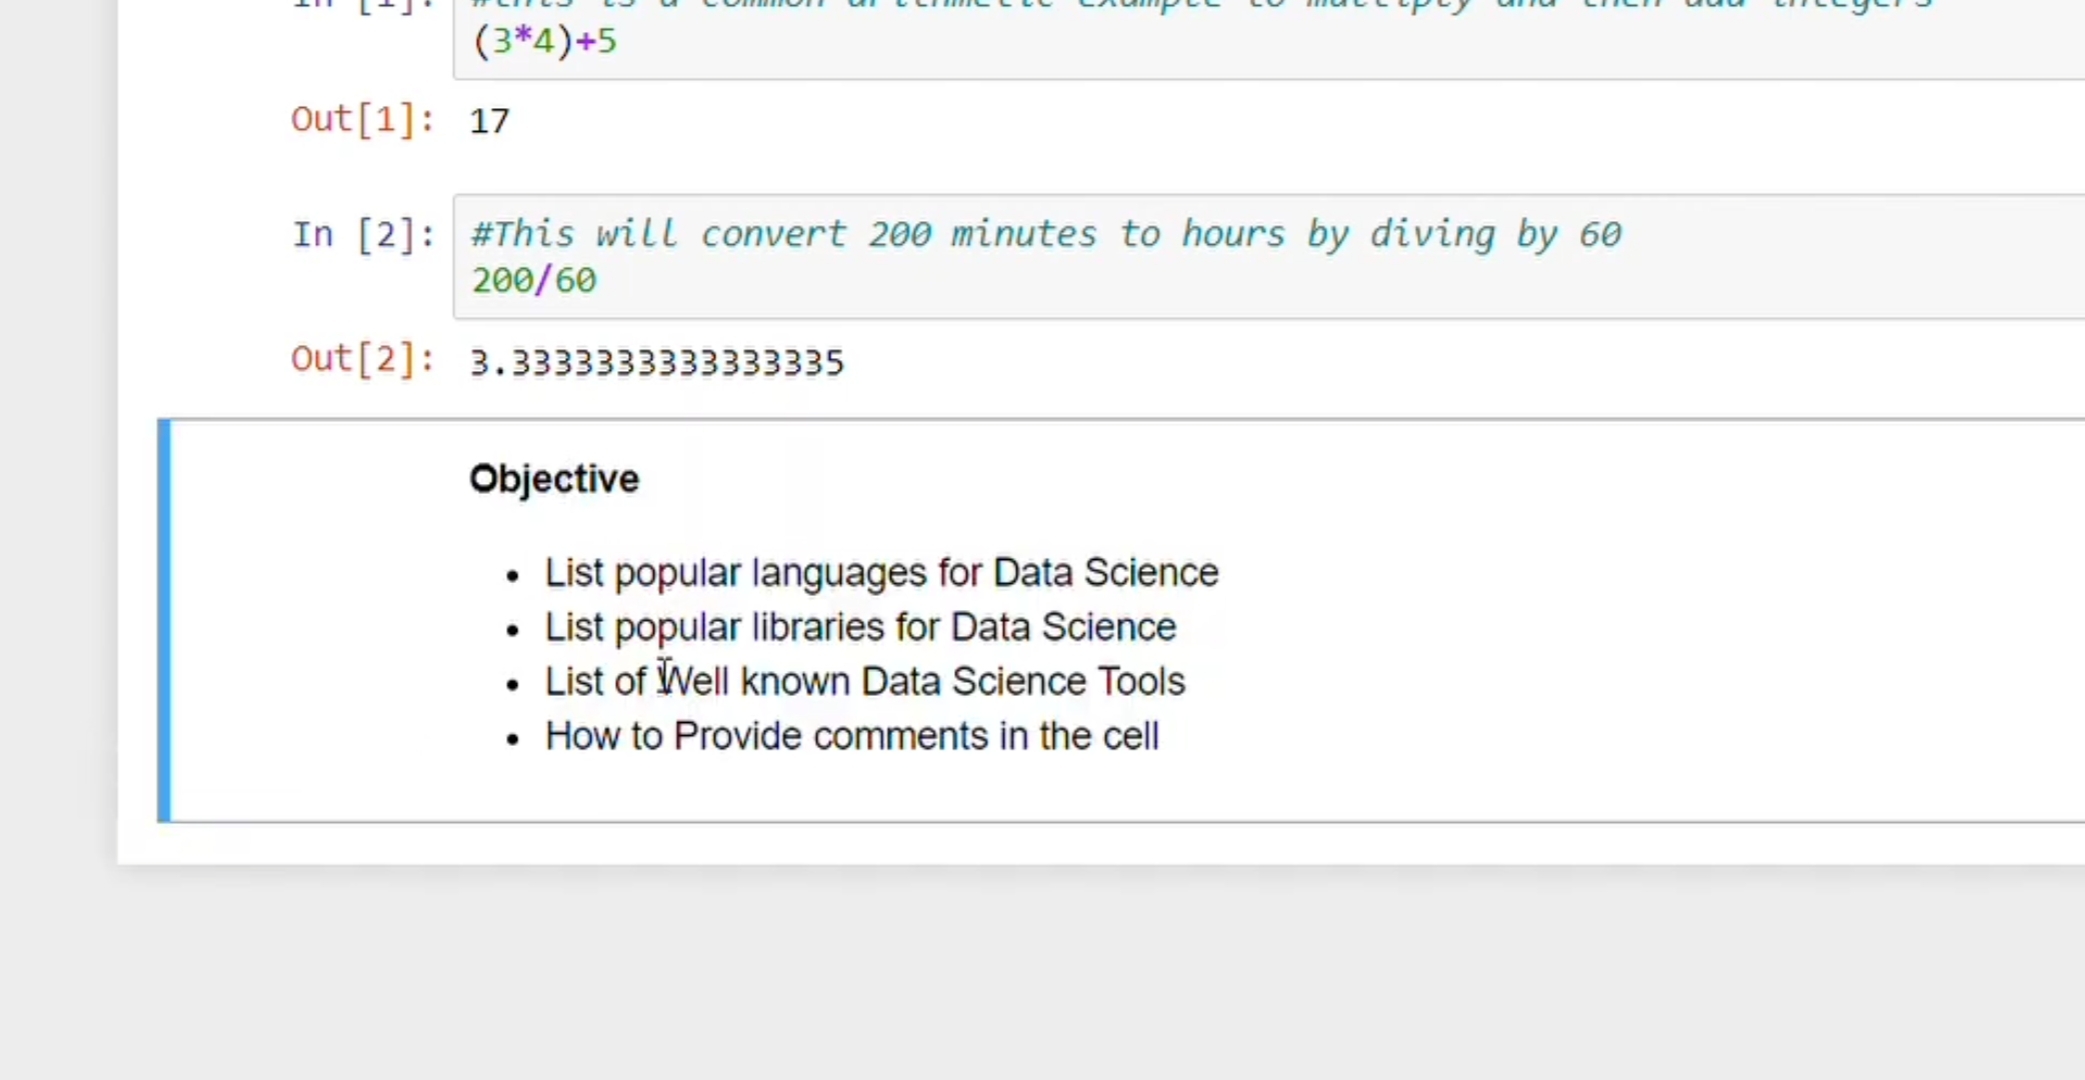 In [1]: #this is a common arithmetic example to multiply and then add integers
(3*4)+5
Out[1]: 17
In [2]: #This will convert 200 minutes to hours by diving by 60
200/60
Out[2]: 3.3333333333333335
Objective
• List popular languages for Data Science
• List popular libraries for Data Science
• List of Well known Data Science Tools
• How to Provide comments in the cell